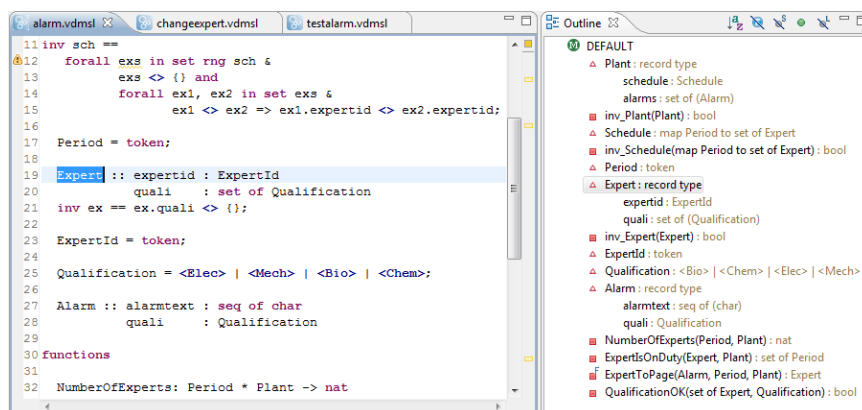 alarm.vdmsl
changeexpert.vdmsl
testalarm.vdmsl
11 inv sch ==
12 forall exs in set rng sch &
13 exs <> {} and
14 forall ex1, ex2 in set exs &
15 ex1 <> ex2 => ex1.expertid <> ex2.expertid;
16
17 Period = token;
18
19 Expert :: expertid : ExpertId
20 quali : set of Qualification
21 inv ex == ex.quali <> {};
22
23 ExpertId = token;
24
25 Qualification = <Elec> | <Mech> | <Bio> | <Chem>;
26
27 Alarm :: alarmtext : seq of char
28 quali : Qualification
29
30 functions
31
32 NumberOfExperts: Period * Plant -> nat
Outline
DEFAULT
Plant : record type
schedule : Schedule
alarms : set of (Alarm)
inv_Plant(Plant) : bool
Schedule : map Period to set of Expert
inv_Schedule(map Period to set of Expert) : bool
Period : token
Expert : record type
expertid : ExpertId
quali : set of (Qualification)
inv_Expert(Expert) : bool
ExpertId : token
Qualification : <Bio> | <Chem> | <Elec> | <Mech>
Alarm : record type
alarmtext : seq of (char)
quali : Qualification
NumberOfExperts(Period, Plant) : nat
ExpertIsOnDuty(Expert, Plant) : set of Period
ExpertToPage(Alarm, Period, Plant) : Expert
QualificationOK(set of Expert, Qualification) : bool